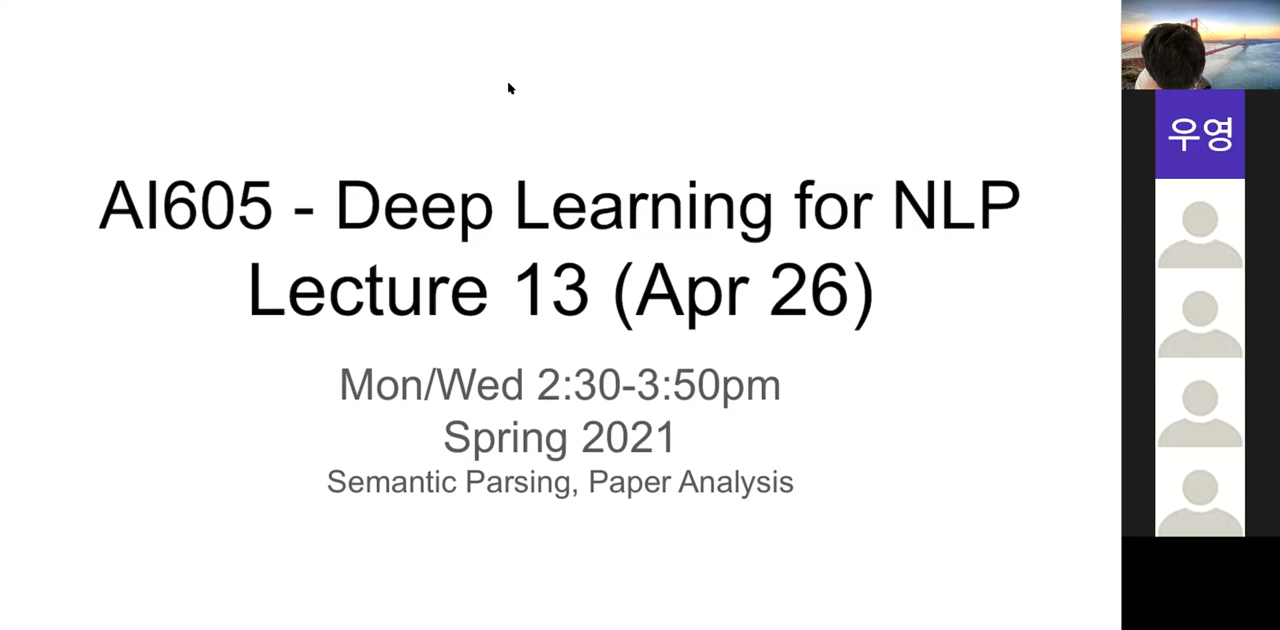 AI605 - Deep Learning for NLP
Lecture 13 (Apr 26)
Mon/Wed 2:30-3:50pm
Spring 2021
Semantic Parsing, Paper Analysis
우영